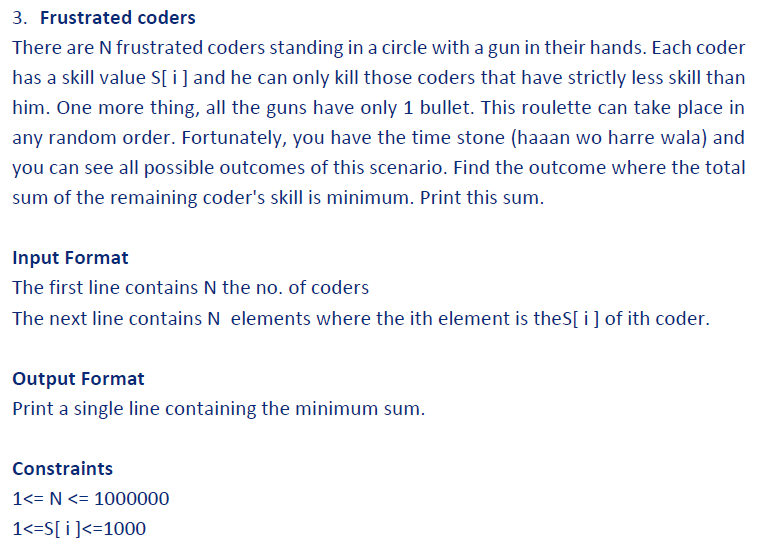 3. Frustrated coders
There are N frustrated coders standing in a circle with a gun in their hands. Each coder
has a skill value S[ i ] and he can only kill those coders that have strictly less skill than
him. One more thing, all the guns have only 1 bullet. This roulette can take place in
any random order. Fortunately, you have the time stone (haaan wo harre wala) and
you can see all possible outcomes of this scenario. Find the outcome where the total
sum of the remaining coder's skill is minimum. Print this sum.
Input Format
The first line contains N the no. of coders
The next line contains N elements where the ith element is theS[ i ] of ith coder.
Output Format
Print a single line containing the minimum sum.
Constraints
1<= N <= 1000000
1<=S[ i ]<=1000